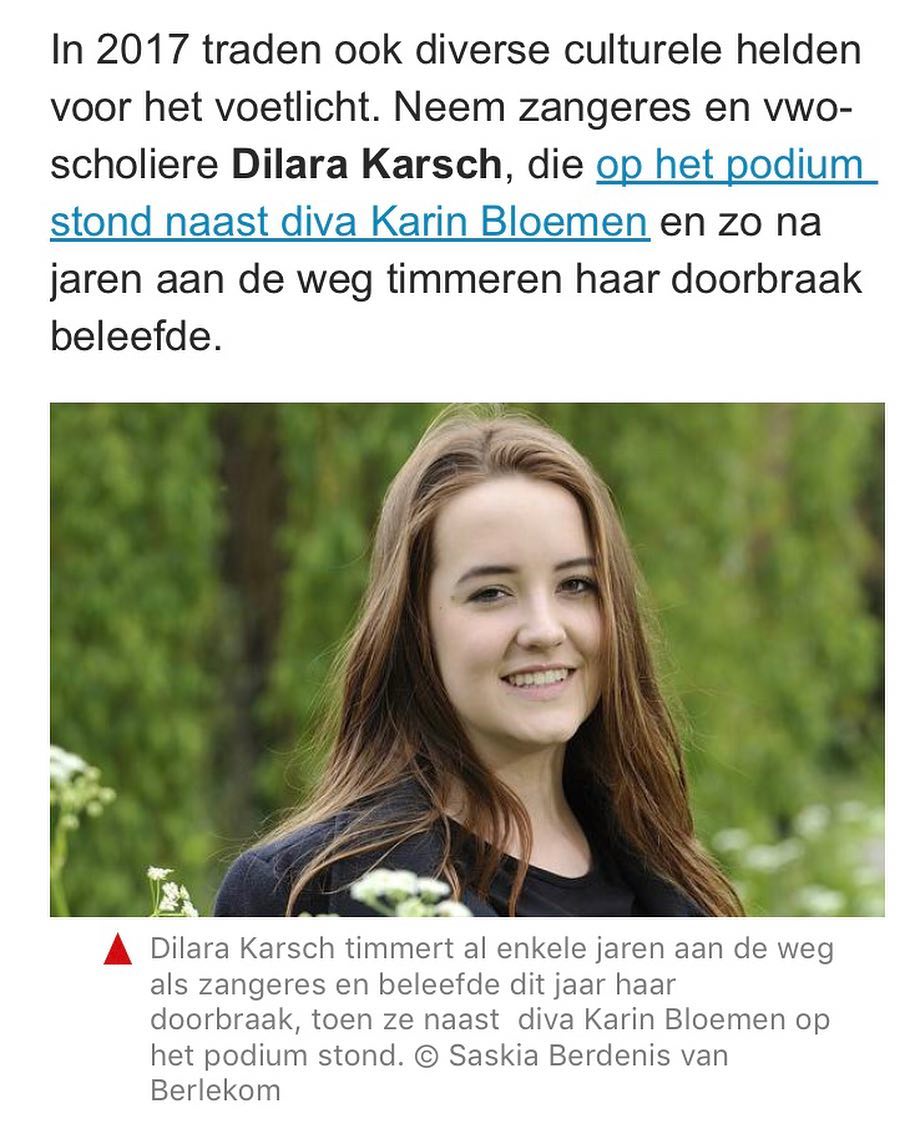 In 2017 traden ook diverse culturele helden
voor het voetlicht. Neem zangeres en vwo-
scholiere Dilara Karsch, die op het podium
stond naast diva Karin Bloemen en zo na
jaren aan de weg timmeren haar doorbraak
beleefde.
Dilara Karsch timmert al enkele jaren aan de weg
als zangeres en beleefde dit jaar haar
doorbraak, toen ze naast  diva Karin Bloemen op
het podium stond. © Saskia Berdenis van
Berlekom